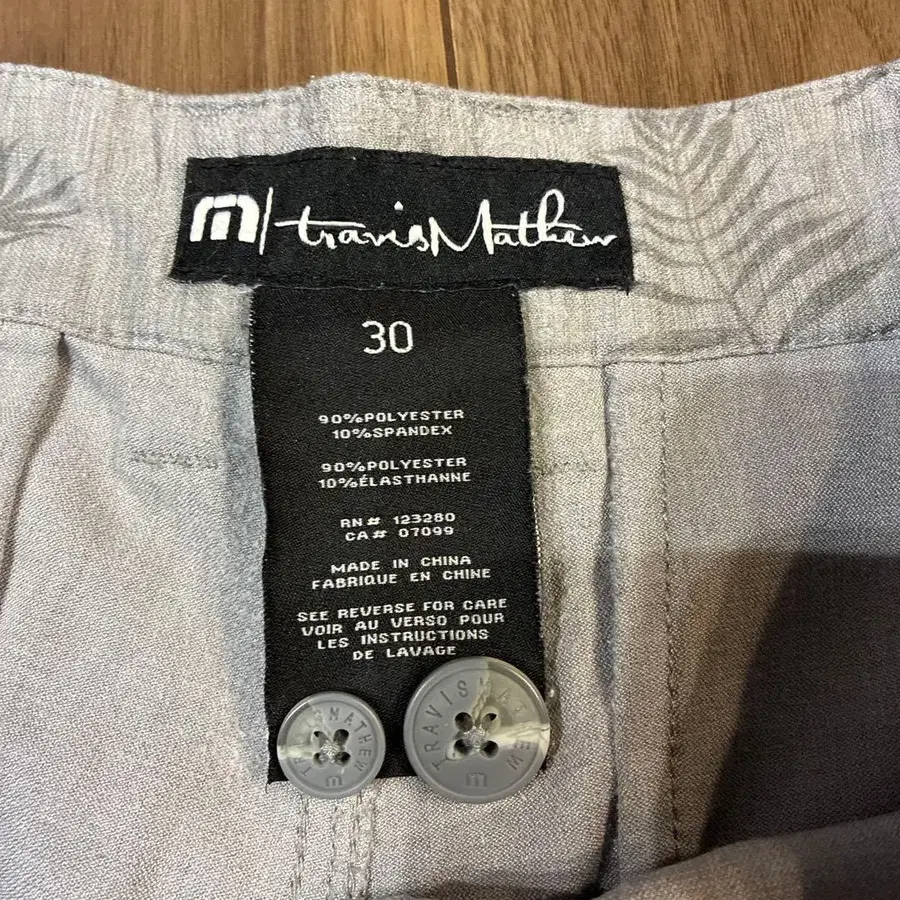 m| travisMathew
30
90%POLYESTER
10%SPANDEX
90%POLYESTER
10%ÉLASTHANNE
RN# 123280
CA# 07099
MADE IN CHINA
FABRIQUE EN CHINE
SEE REVERSE FOR CARE
VOIR AU VERSO POUR
LES INSTRUCTIONS
DE LAVAGE
TRAVISMATHEW
TRAVISMATHEW